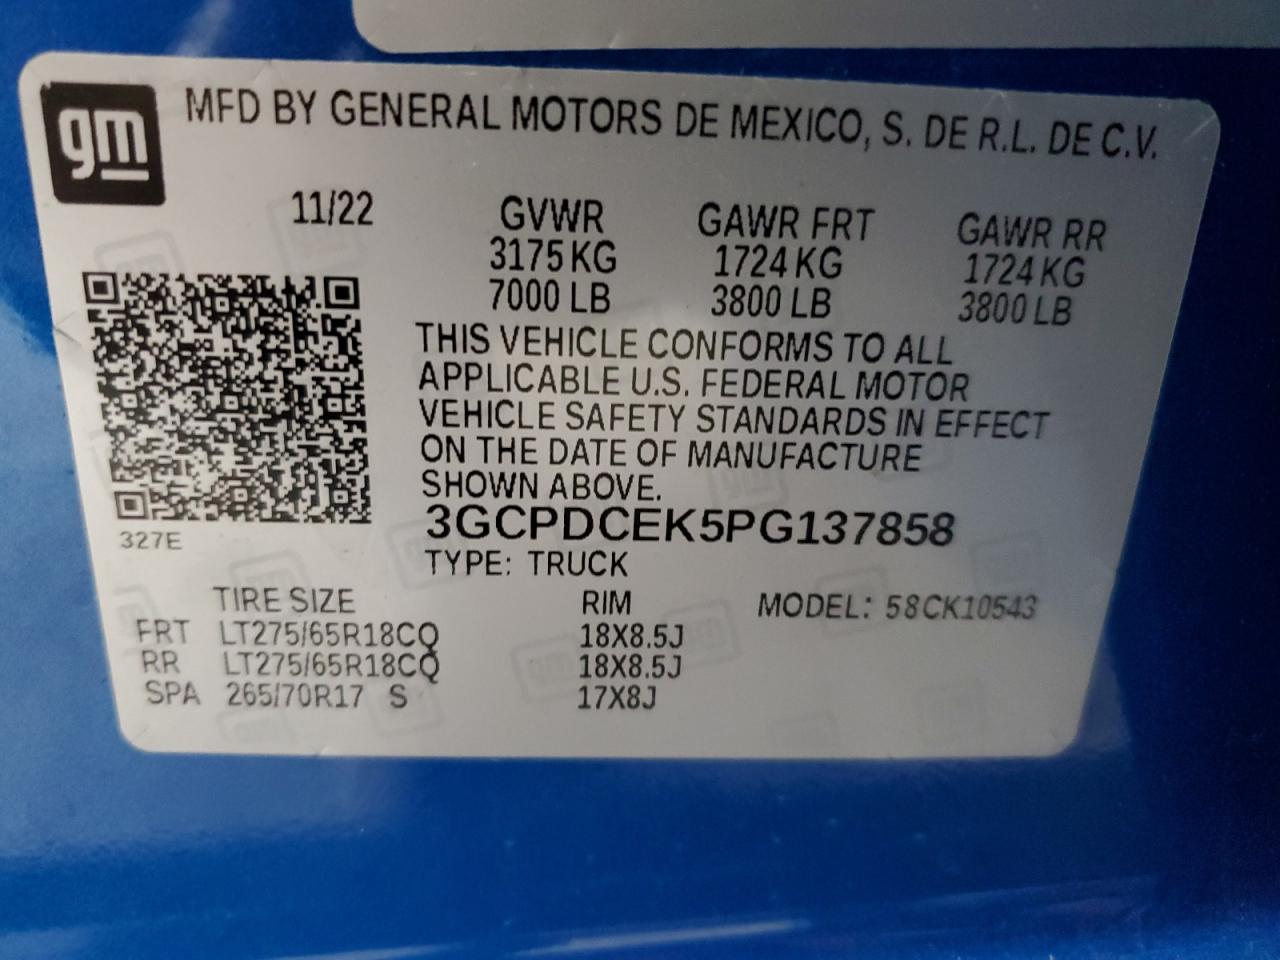 gm
MFD BY GENERAL MOTORS DE MEXICO, S. DE R.L. DE C.V.
11/22 GVWR GAWR FRT GAWR RR
3175 KG 1724 KG 1724 KG
7000 LB 3800 LB 3800 LB
THIS VEHICLE CONFORMS TO ALL
APPLICABLE U.S. FEDERAL MOTOR
VEHICLE SAFETY STANDARDS IN EFFECT
ON THE DATE OF MANUFACTURE
SHOWN ABOVE.
3GCPDCEK5PG137858
327E
TYPE: TRUCK
TIRE SIZE RIM MODEL: 58CK10543
FRT LT275/65R18CQ 18X8.5J
RR LT275/65R18CQ 18X8.5J
SPA 265/70R17 S 17X8J